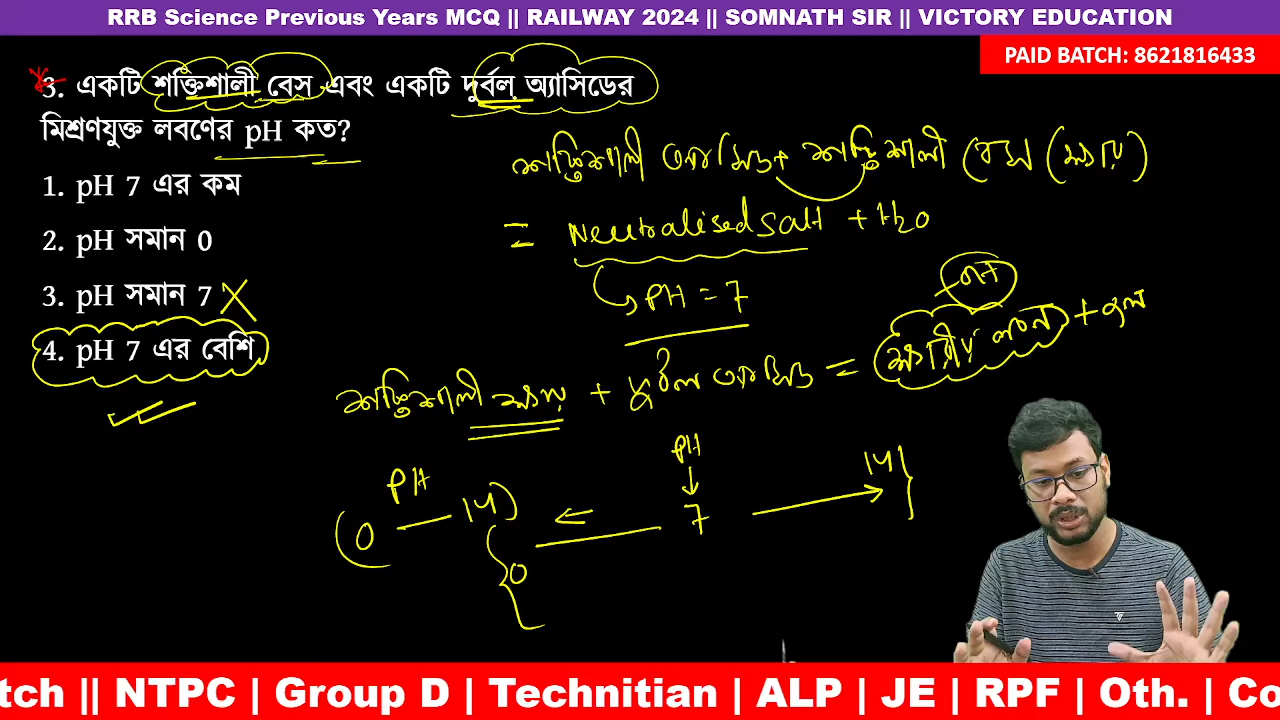 RRB Science Previous Years MCQ || RAILWAY 2024 || SOMNATH SIR || VICTORY EDUCATION
PAID BATCH: 8621816433
3. একটি শক্তিশালী বেস এবং একটি দুর্বল অ্যাসিডের
মিশ্রণযুক্ত লবণের pH কত?
1. pH 7 এর কম
2. pH সমান 0
3. pH সমান 7
4. pH 7 এর বেশি
শক্তিশালী অ্যাসিড + শক্তিশালী বেস (ক্ষার)
= Neutralised salt + H₂O
PH = 7
OH
শক্তিশালী ক্ষার + দুর্বল অ্যাসিড = ক্ষারীয় লবন + জল
PH
(0 — 14)
PH
0 7 14
tch || NTPC | Group D | Technitian | ALP | JE | RPF | Oth. | Co